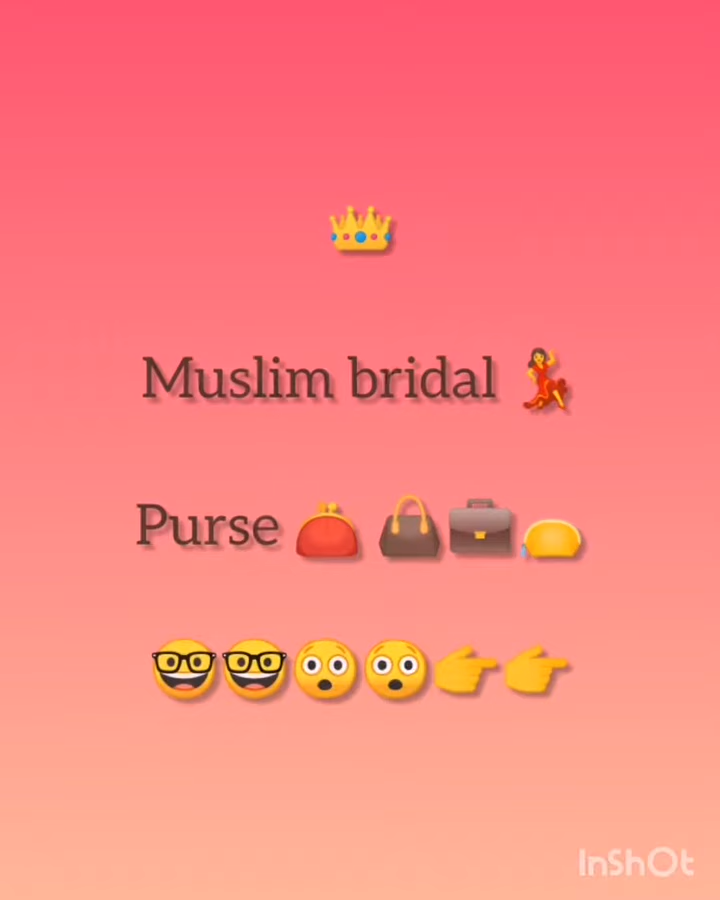 👑
Muslim bridal 💃
Purse 👛 👜💼👝
🤓🤓😲😲👉👉
InShOt